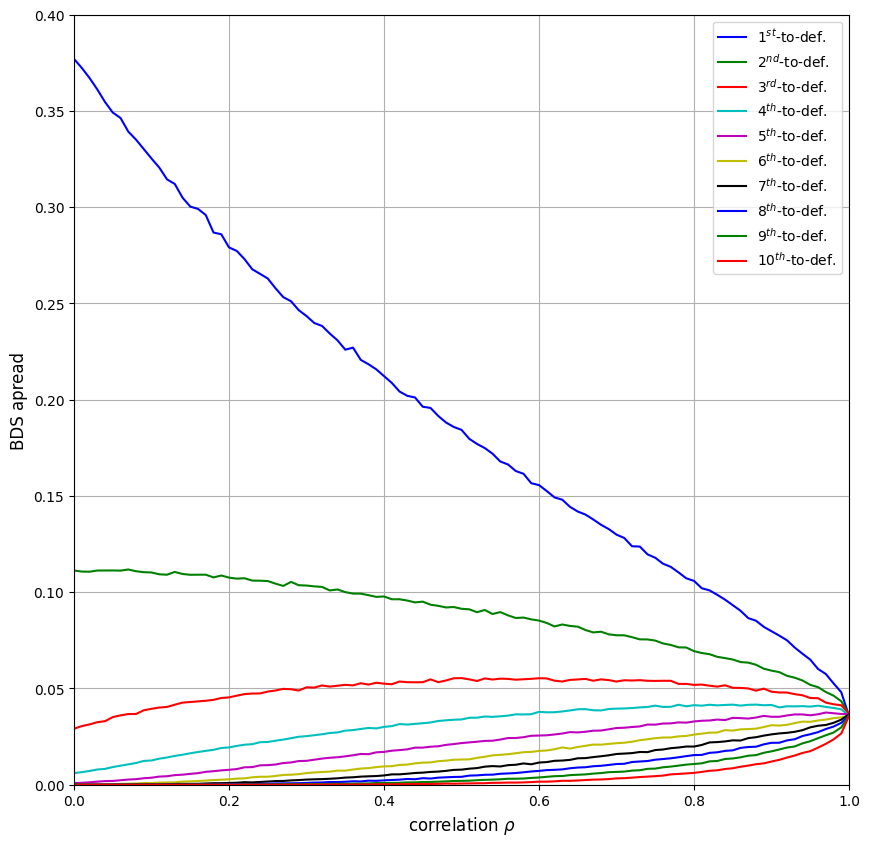 0.40
0.35
0.30
0.25
0.20
0.15
0.10
0.05
0.00
BDS apread
0.0 0.2 0.4 0.6 0.8 1.0
correlation ρ
1st-to-def.
2nd-to-def.
3rd-to-def.
4th-to-def.
5th-to-def.
6th-to-def.
7th-to-def.
8th-to-def.
9th-to-def.
10th-to-def.